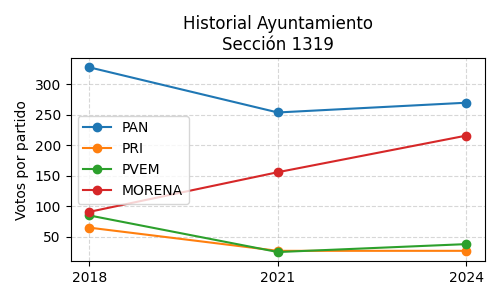 Historial Ayuntamiento
Sección 1319
Votos por partido
300
250
200
150
100
50
PAN
PRI
PVEM
MORENA
2018
2021
2024